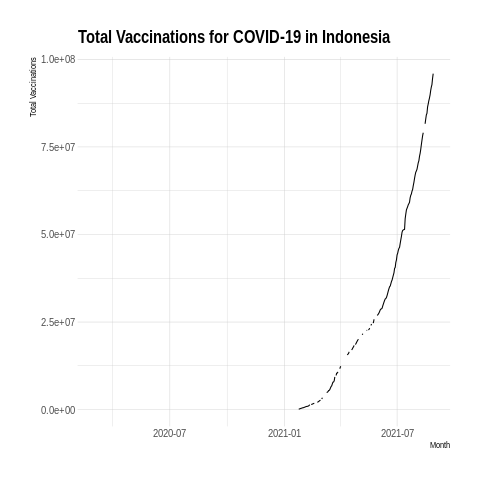 Total Vaccinations for COVID-19 in Indonesia
Total Vaccinations
1.0e+08
7.5e+07
5.0e+07
2.5e+07
0.0e+00
2020-07
2021-01
2021-07
Month